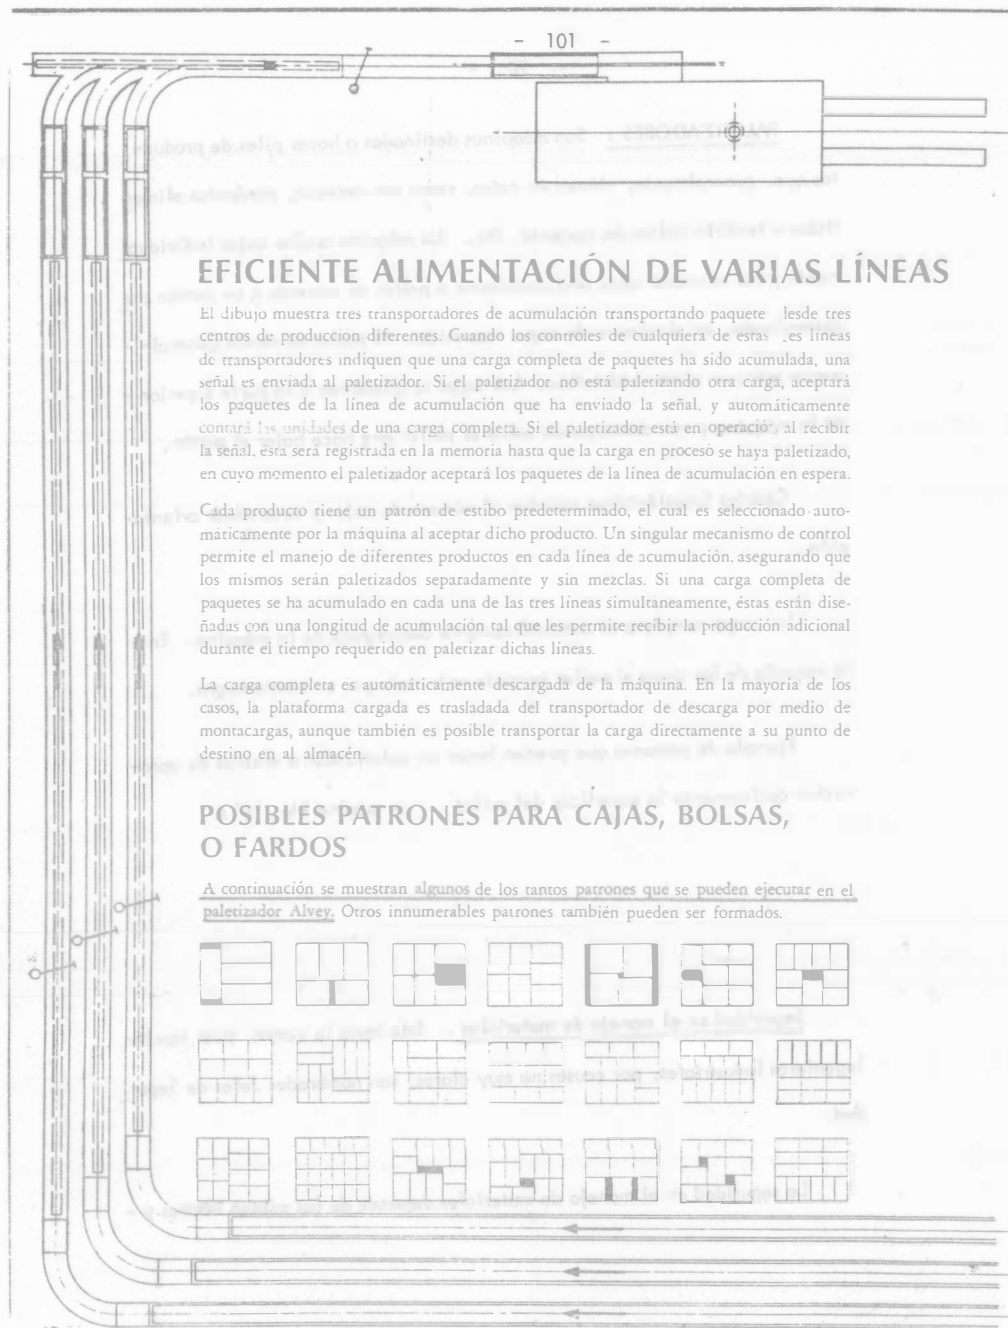 - 101 -
EFICIENTE ALIMENTACIÓN DE VARIAS LÍNEAS
El dibujo muestra tres transportadores de acumulación transportando paquete desde tres
centros de producción diferentes. Cuando los controles de cualquiera de estas líneas
de transportadores indiquen que una carga completa de paquetes ha sido acumulada, una
señal es enviada al paletizador. Si el paletizador no está paletizando otra carga, aceptará
los paquetes de la línea de acumulación que ha enviado la señal, y automáticamente
contará las unidades de una carga completa. Si el paletizador está en operación al recibir
la señal, ésta será registrada en la memoria hasta que la carga en proceso se haya paletizado,
en cuyo momento el paletizador aceptará los paquetes de la línea de acumulación en espera.
Cada producto tiene un patrón de estibo predeterminado, el cual es seleccionado auto-
máticamente por la máquina al aceptar dicho producto. Un singular mecanismo de control
permite el manejo de diferentes productos en cada línea de acumulación, asegurando que
los mismos serán paletizados separadamente y sin mezclas. Si una carga completa de
paquetes se ha acumulado en cada una de las tres líneas simultaneamente, éstas están dise-
ñadas con una longitud de acumulación tal que les permite recibir la producción adicional
durante el tiempo requerido en paletizar dichas líneas.
La carga completa es automáticamente descargada de la máquina. En la mayoría de los
casos, la plataforma cargada es trasladada del transportador de descarga por medio de
montacargas, aunque también es posible transportar la carga directamente a su punto de
destino en al almacén.
POSIBLES PATRONES PARA CAJAS, BOLSAS,
O FARDOS
A continuación se muestran algunos de los tantos patrones que se pueden ejecutar en el
paletizador Alvey. Otros innumerables patrones también pueden ser formados.